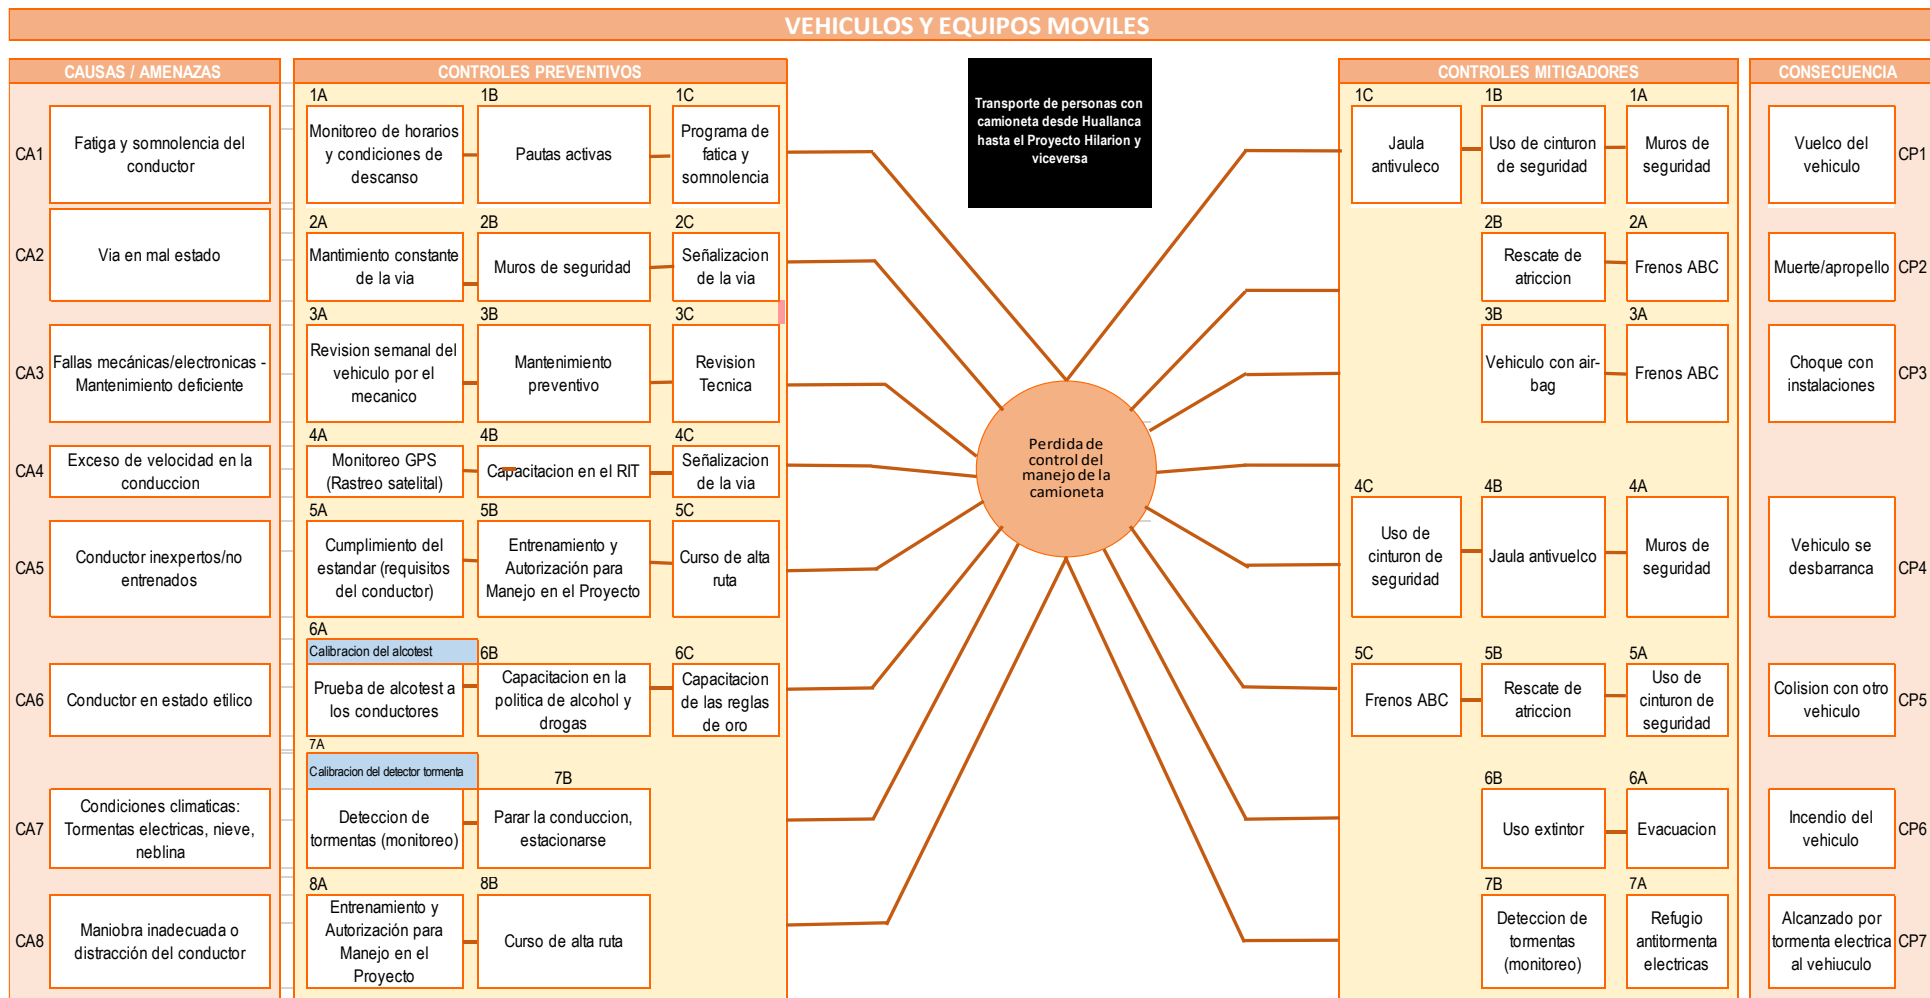 VEHICULOS Y EQUIPOS MOVILES
CAUSAS / AMENAZAS
CONTROLES PREVENTIVOS
CONTROLES MITIGADORES
CONSECUENCIA
Transporte de personas con
camioneta desde Huallanca
hasta el Proyecto Hilarion y
viceversa
CA1
Fatiga y somnolencia del
conductor
1A
Monitoreo de horarios
y condiciones de
descanso
1B
Pautas activas
1C
Programa de
fatica y
somnolencia
CA2
Via en mal estado
2A
Mantimiento constante
de la via
2B
Muros de seguridad
2C
Señalizacion
de la via
CA3
Fallas mecánicas/electronicas -
Mantenimiento deficiente
3A
Revision semanal del
vehiculo por el
mecanico
3B
Mantenimiento
preventivo
3C
Revision
Tecnica
CA4
Exceso de velocidad en la
conduccion
4A
Monitoreo GPS
(Rastreo satelital)
4B
Capacitacion en el RIT
4C
Señalizacion
de la via
CA5
Conductor inexpertos/no
entrenados
5A
Cumplimiento del
estandar (requisitos
del conductor)
5B
Entrenamiento y
Autorización para
Manejo en el Proyecto
5C
Curso de alta
ruta
CA6
Conductor en estado etilico
6A
Calibracion del alcotest
Prueba de alcotest a
los conductores
6B
Capacitacion en la
politica de alcohol y
drogas
6C
Capacitacion
de las reglas
de oro
CA7
Condiciones climaticas:
Tormentas electricas, nieve,
neblina
7A
Calibracion del detector tormenta
Deteccion de
tormentas (monitoreo)
7B
Parar la conduccion,
estacionarse
CA8
Maniobra inadecuada o
distracción del conductor
8A
Entrenamiento y
Autorización para
Manejo en el
Proyecto
8B
Curso de alta ruta
Perdida de
control del
manejo de la
camioneta
1C
Jaula
antivuleco
1B
Uso de cinturon
de seguridad
1A
Muros de
seguridad
Vuelco del
vehiculo
CP1
2B
Rescate de
atriccion
2A
Frenos ABC
Muerte/apropello
CP2
3B
Vehiculo con air-
bag
3A
Frenos ABC
Choque con
instalaciones
CP3
4C
Uso de
cinturon de
seguridad
4B
Jaula antivuelco
4A
Muros de
seguridad
Vehiculo se
desbarranca
CP4
5C
Frenos ABC
5B
Rescate de
atriccion
5A
Uso de
cinturon de
seguridad
Colision con otro
vehiculo
CP5
6B
Uso extintor
6A
Evacuacion
Incendio del
vehiculo
CP6
7B
Deteccion de
tormentas
(monitoreo)
7A
Refugio
antitormenta
electricas
Alcanzado por
tormenta electrica
al vehiuculo
CP7